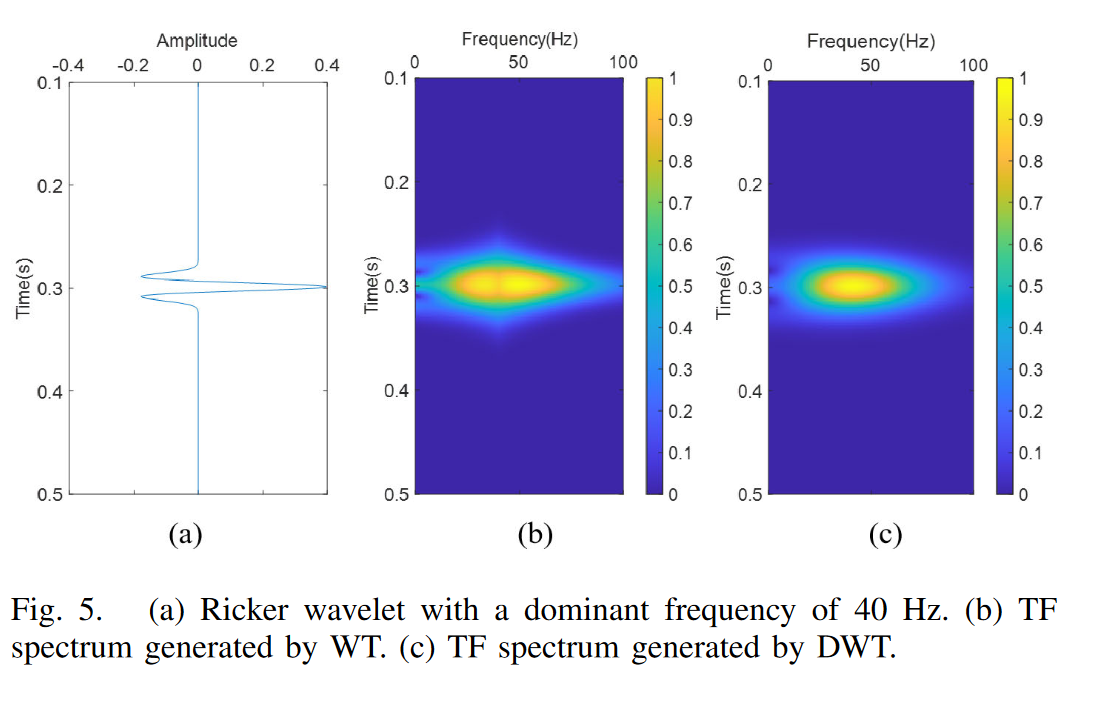 Amplitude
-0.4 -0.2 0 0.2 0.4
0.1
0.2
0.3
0.4
0.5
Time(s)
(a)
Frequency(Hz)
0 50 100
0.1
0.2
0.3
0.4
0.5
Time(s)
1
0.9
0.8
0.7
0.6
0.5
0.4
0.3
0.2
0.1
0
(b)
Frequency(Hz)
0 50 100
0.1
0.2
0.3
0.4
0.5
Time(s)
1
0.9
0.8
0.7
0.6
0.5
0.4
0.3
0.2
0.1
0
(c)
Fig. 5. (a) Ricker wavelet with a dominant frequency of 40 Hz. (b) TF
spectrum generated by WT. (c) TF spectrum generated by DWT.